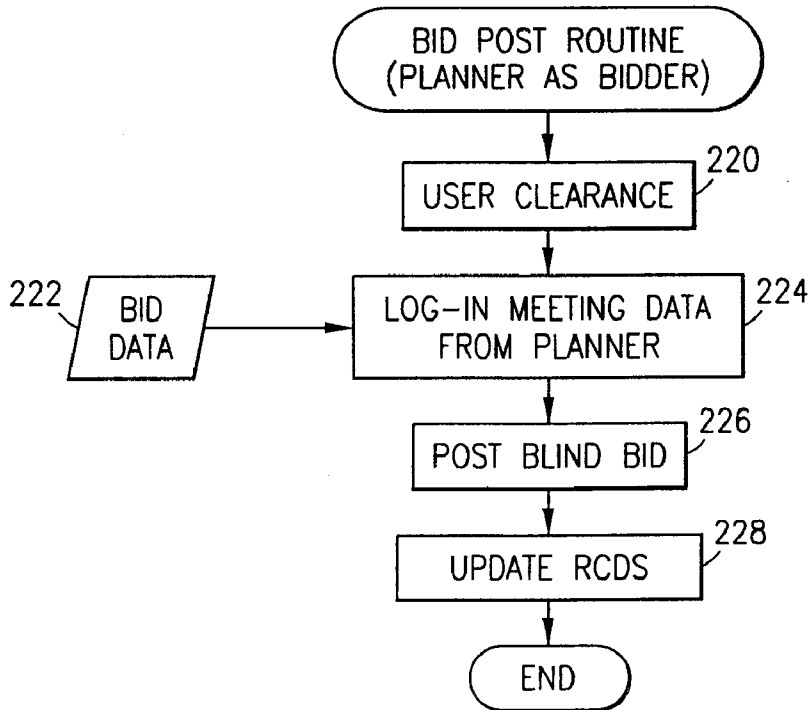 BID POST ROUTINE
(PLANNER AS BIDDER)
220
USER CLEARANCE
222
BID
DATA
LOG-IN MEETING DATA
FROM PLANNER
224
226
POST BLIND BID
228
UPDATE RCDS
END